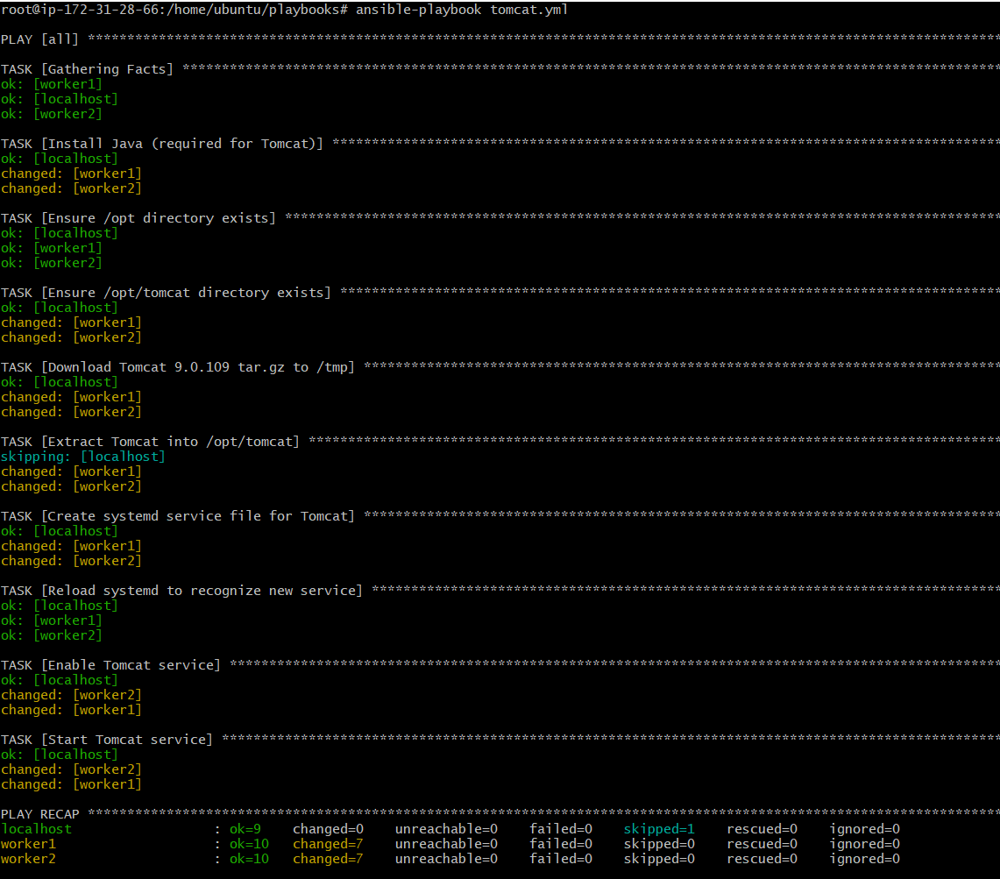 root@ip-172-31-28-66:/home/ubuntu/playbooks# ansible-playbook tomcat.yml
PLAY [all] ********************************************************************************************************************
TASK [Gathering Facts] ********************************************************************************************************
ok: [worker1]
ok: [localhost]
ok: [worker2]
TASK [Install Java (required for Tomcat)] *************************************************************************************
ok: [localhost]
changed: [worker1]
changed: [worker2]
TASK [Ensure /opt directory exists] *******************************************************************************************
ok: [localhost]
ok: [worker1]
ok: [worker2]
TASK [Ensure /opt/tomcat directory exists] ************************************************************************************
ok: [localhost]
changed: [worker1]
changed: [worker2]
TASK [Download Tomcat 9.0.109 tar.gz to /tmp] *********************************************************************************
ok: [localhost]
changed: [worker1]
changed: [worker2]
TASK [Extract Tomcat into /opt/tomcat] ****************************************************************************************
skipping: [localhost]
changed: [worker1]
changed: [worker2]
TASK [Create systemd service file for Tomcat] *********************************************************************************
ok: [localhost]
changed: [worker1]
changed: [worker2]
TASK [Reload systemd to recognize new service] ********************************************************************************
ok: [localhost]
ok: [worker1]
ok: [worker2]
TASK [Enable Tomcat service] **************************************************************************************************
ok: [localhost]
changed: [worker2]
changed: [worker1]
TASK [Start Tomcat service] ***************************************************************************************************
ok: [localhost]
changed: [worker2]
changed: [worker1]
PLAY RECAP ********************************************************************************************************************
localhost                  : ok=9    changed=0    unreachable=0    failed=0    skipped=1    rescued=0    ignored=0
worker1                    : ok=10   changed=7    unreachable=0    failed=0    skipped=0    rescued=0    ignored=0
worker2                    : ok=10   changed=7    unreachable=0    failed=0    skipped=0    rescued=0    ignored=0